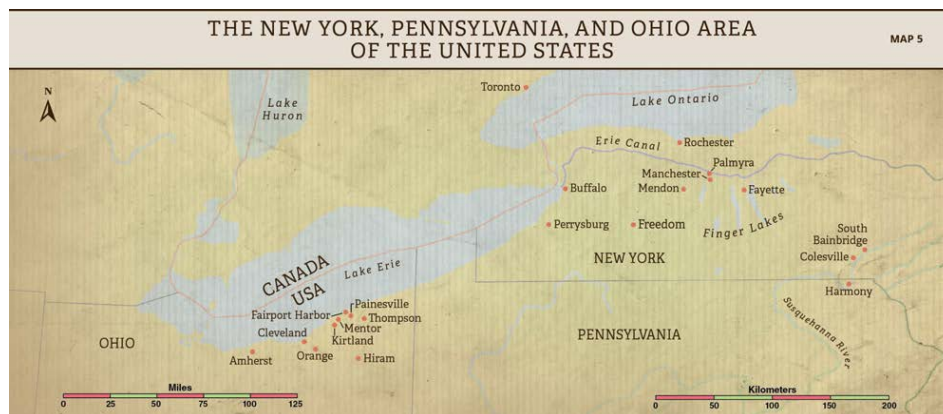 THE NEW YORK, PENNSYLVANIA, AND OHIO AREA
OF THE UNITED STATES
MAP 5
N
Lake
Huron
Toronto
Lake Ontario
Erie Canal
Rochester
Palmyra
Manchester
Mendon
Fayette
Buffalo
Perrysburg
Freedom
Finger Lakes
South
Bainbridge
Colesville
NEW YORK
Harmony
CANADA
USA
Lake Erie
Painesville
Fairport Harbor
Thompson
Mentor
Cleveland
Kirtland
OHIO
Amherst
Orange
Hiram
PENNSYLVANIA
Susquehanna River
Miles
0 25 50 75 100 125
Kilometers
0 50 100 150 200